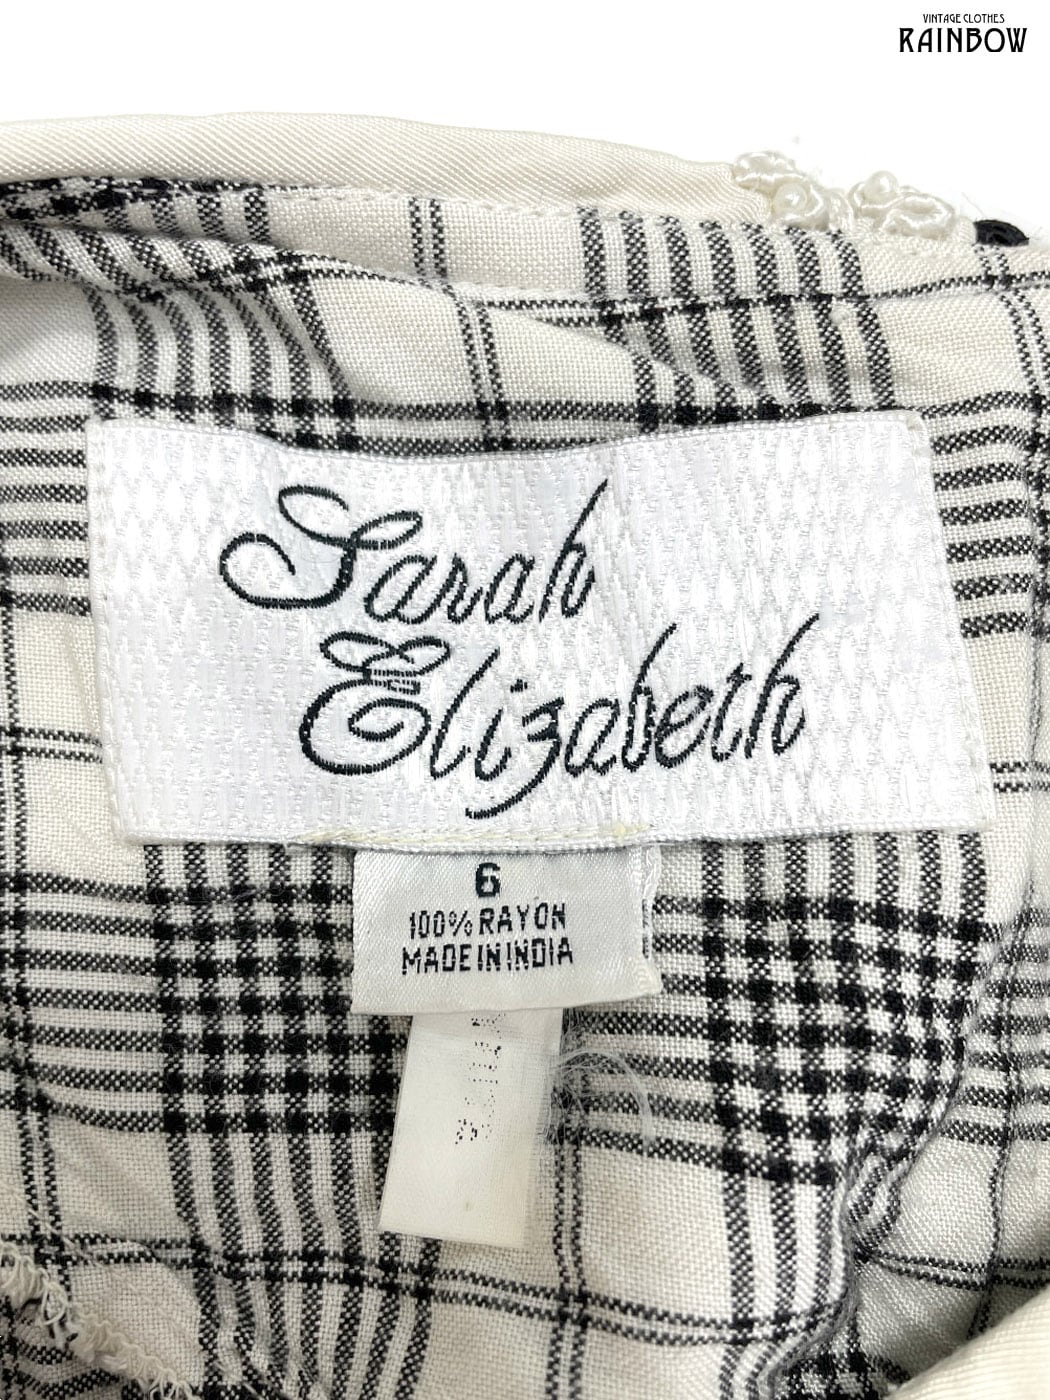 VINTAGE CLOTHES
RAINBOW
Sarah
Elizabeth
6
100% RAYON
MADE IN INDIA